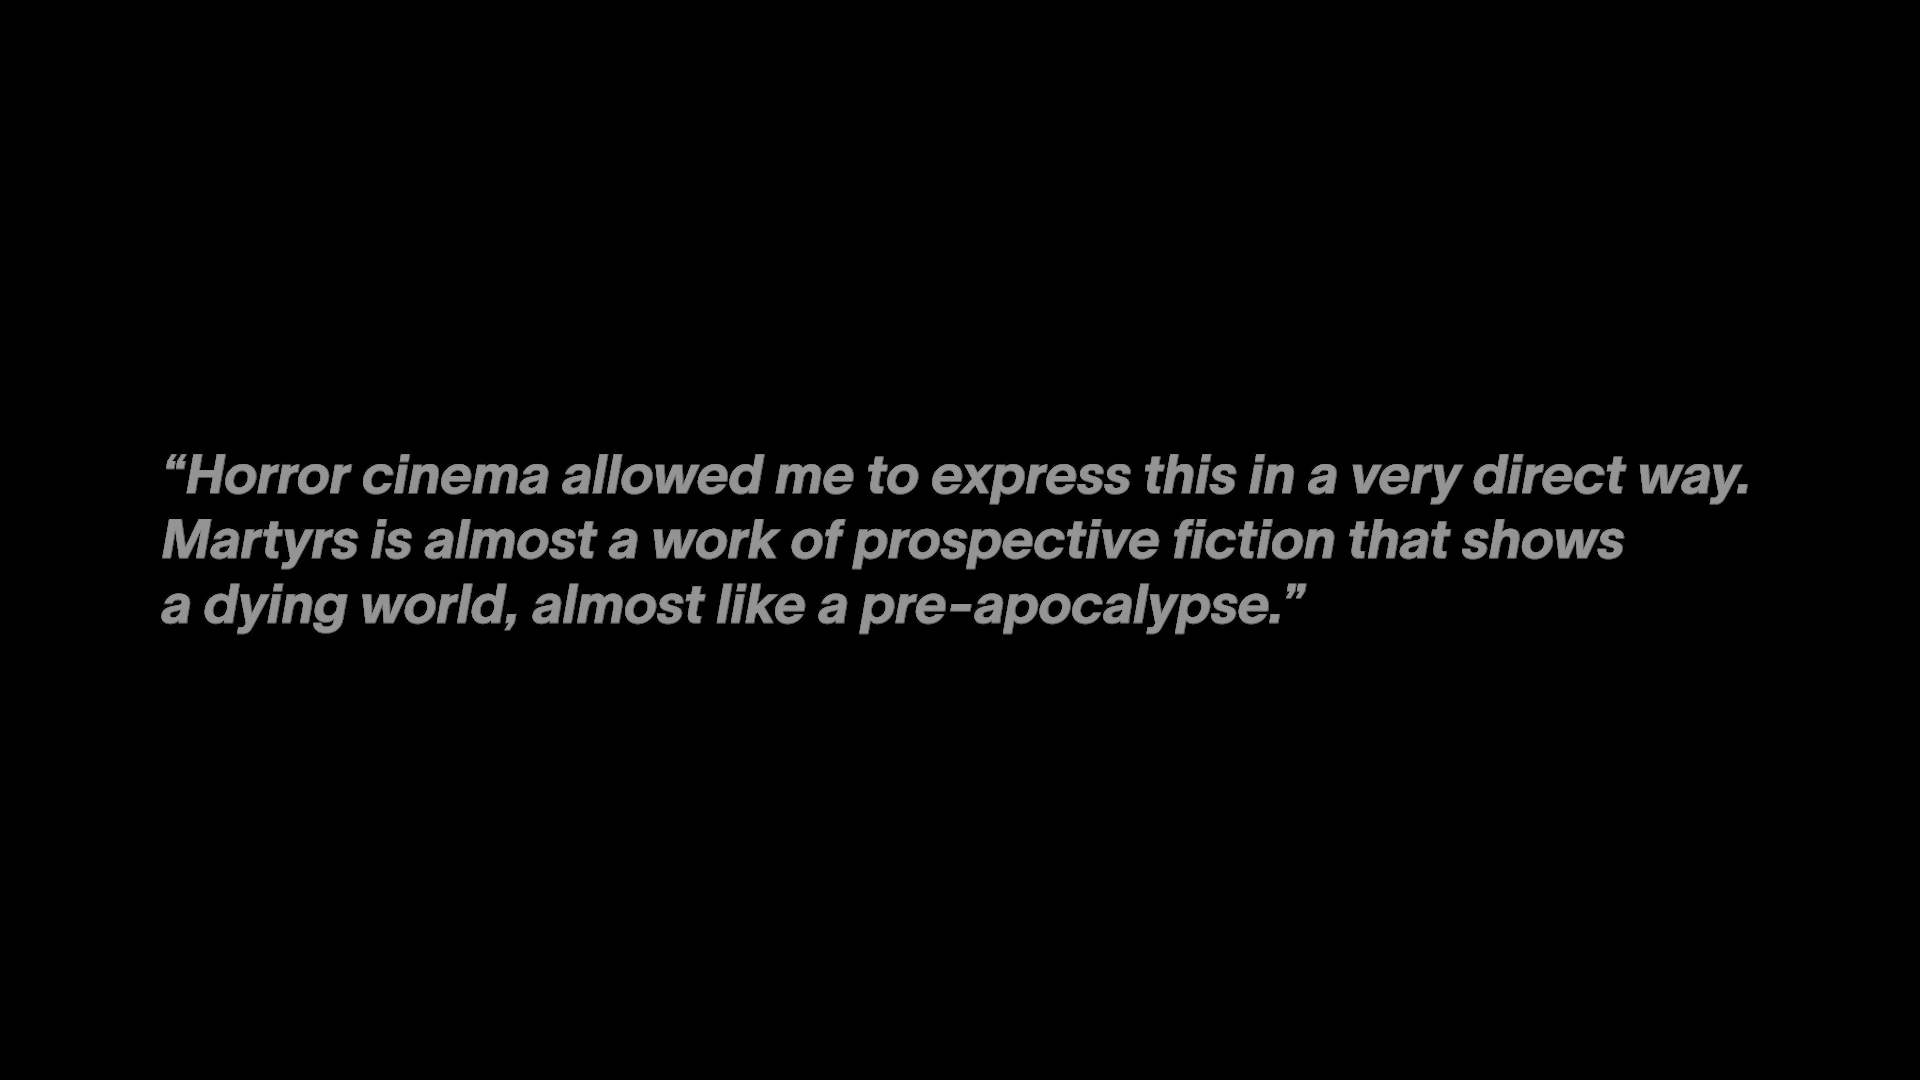 “Horror cinema allowed me to express this in a very direct way.
Martyrs is almost a work of prospective fiction that shows
a dying world, almost like a pre-apocalypse.”